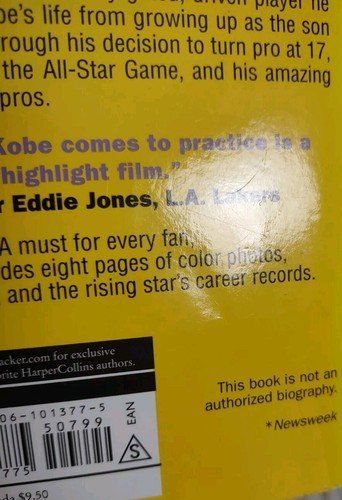 be's life from growing up as the son
rough his decision to turn pro at 17,
the All-Star Game, and his amazing
pros.
Kobe comes to practice is a
highlight film."
r Eddie Jones, L.A. Lakers
A must for every fan,
des eight pages of color photos,
and the rising star's career records.
acker.com for exclusive
rite HarperCollins authors.
06-101377-5
50799
EAN
S
775
da $9.50
This book is not an
authorized biography.
*Newsweek